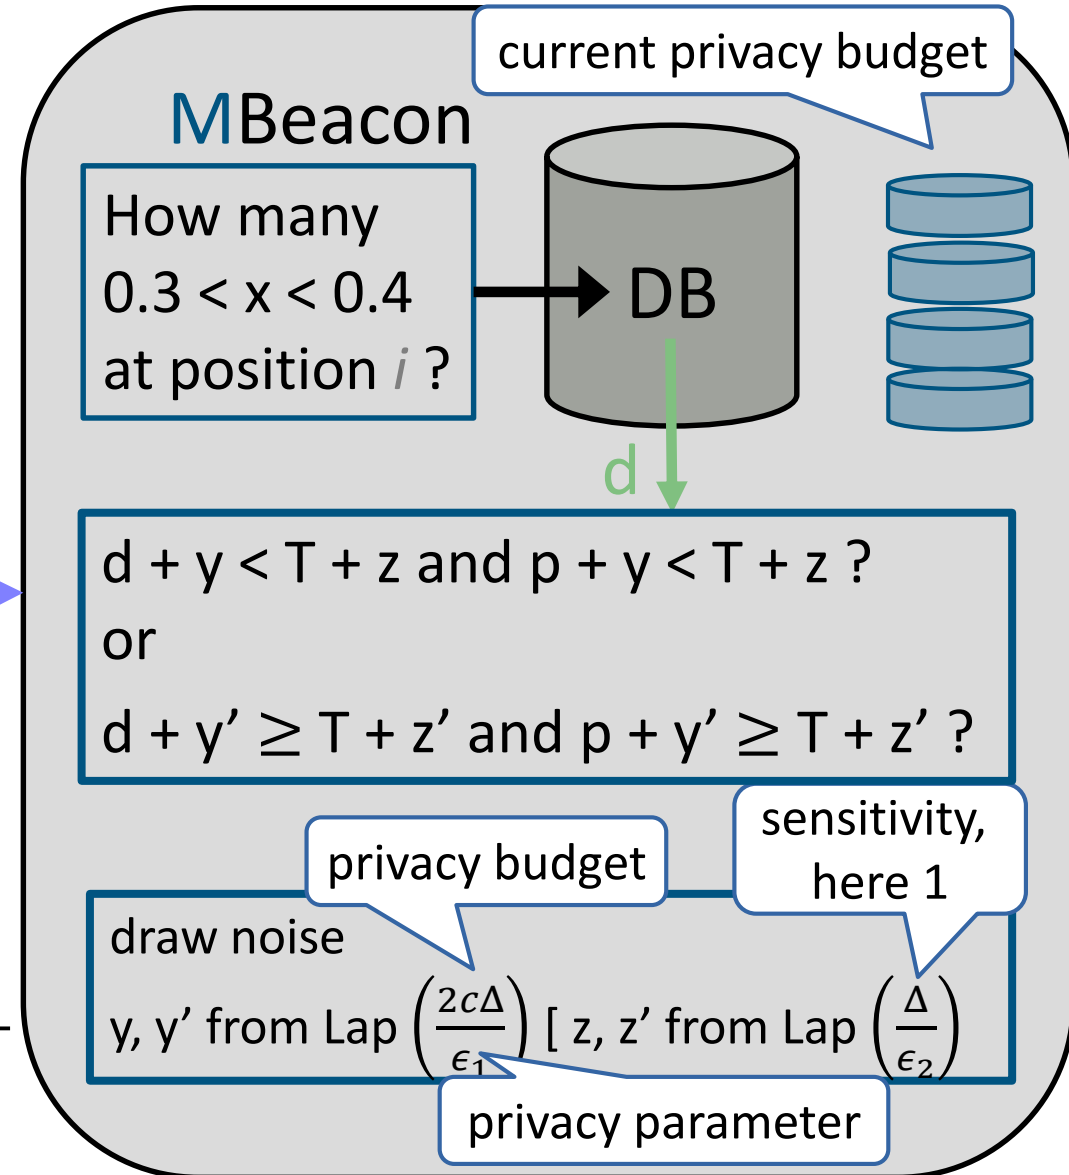 current privacy budget
MBeacon
How many
0.3 < x < 0.4
at position i ?
DB
d
d + y < T + z and p + y < T + z ?
or
d + y’ ≥ T + z’ and p + y’ ≥ T + z’ ?
sensitivity,
here 1
privacy budget
draw noise
y, y’ from Lap (2cΔ/ϵ₁) [ z, z’ from Lap (Δ/ϵ₂)
privacy parameter